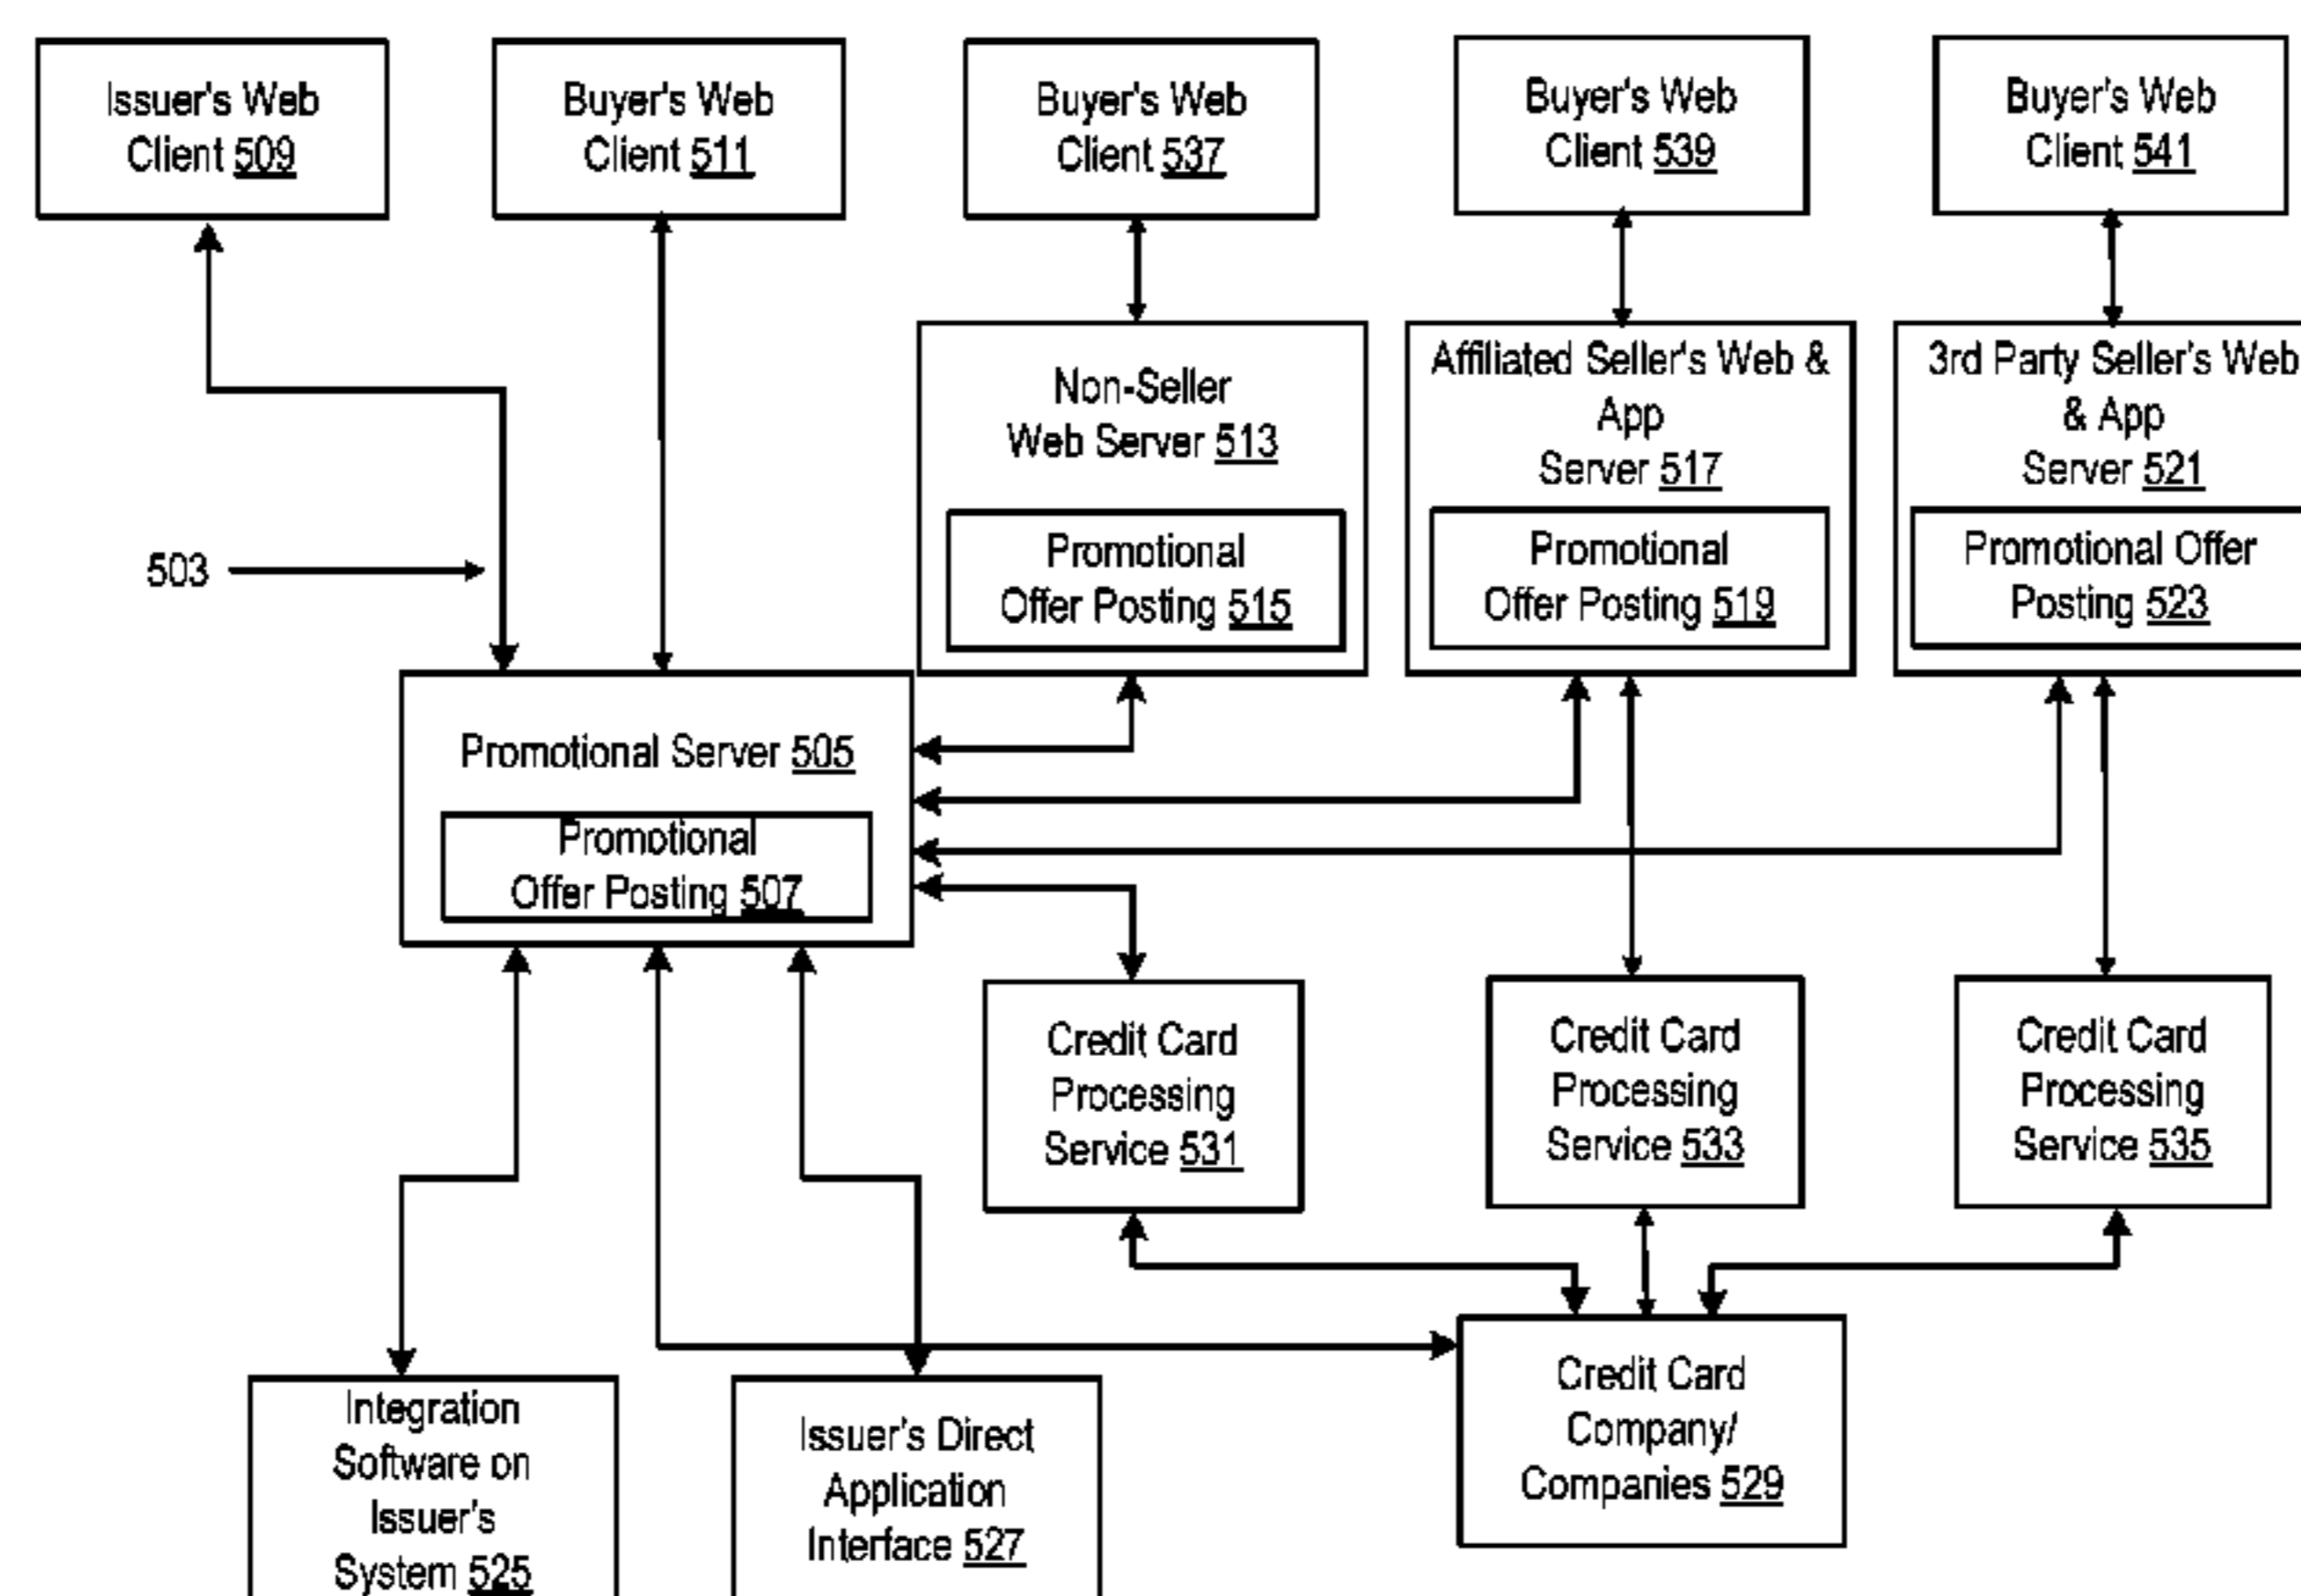 Issuer's Web
Client 509
Buyer's Web
Client 511
Buyer's Web
Client 537
Buyer's Web
Client 539
Buyer's Web
Client 541
Non-Seller
Web Server 513
Promotional
Offer Posting 515
Affiliated Seller's Web &
App
Server 517
Promotional
Offer Posting 519
3rd Party Seller's Web
& App
Server 521
Promotional Offer
Posting 523
503
Promotional Server 505
Promotional
Offer Posting 507
Credit Card
Processing
Service 531
Credit Card
Processing
Service 533
Credit Card
Processing
Service 535
Integration
Software on
Issuer's
System 525
Issuer's Direct
Application
Interface 527
Credit Card
Company/
Companies 529